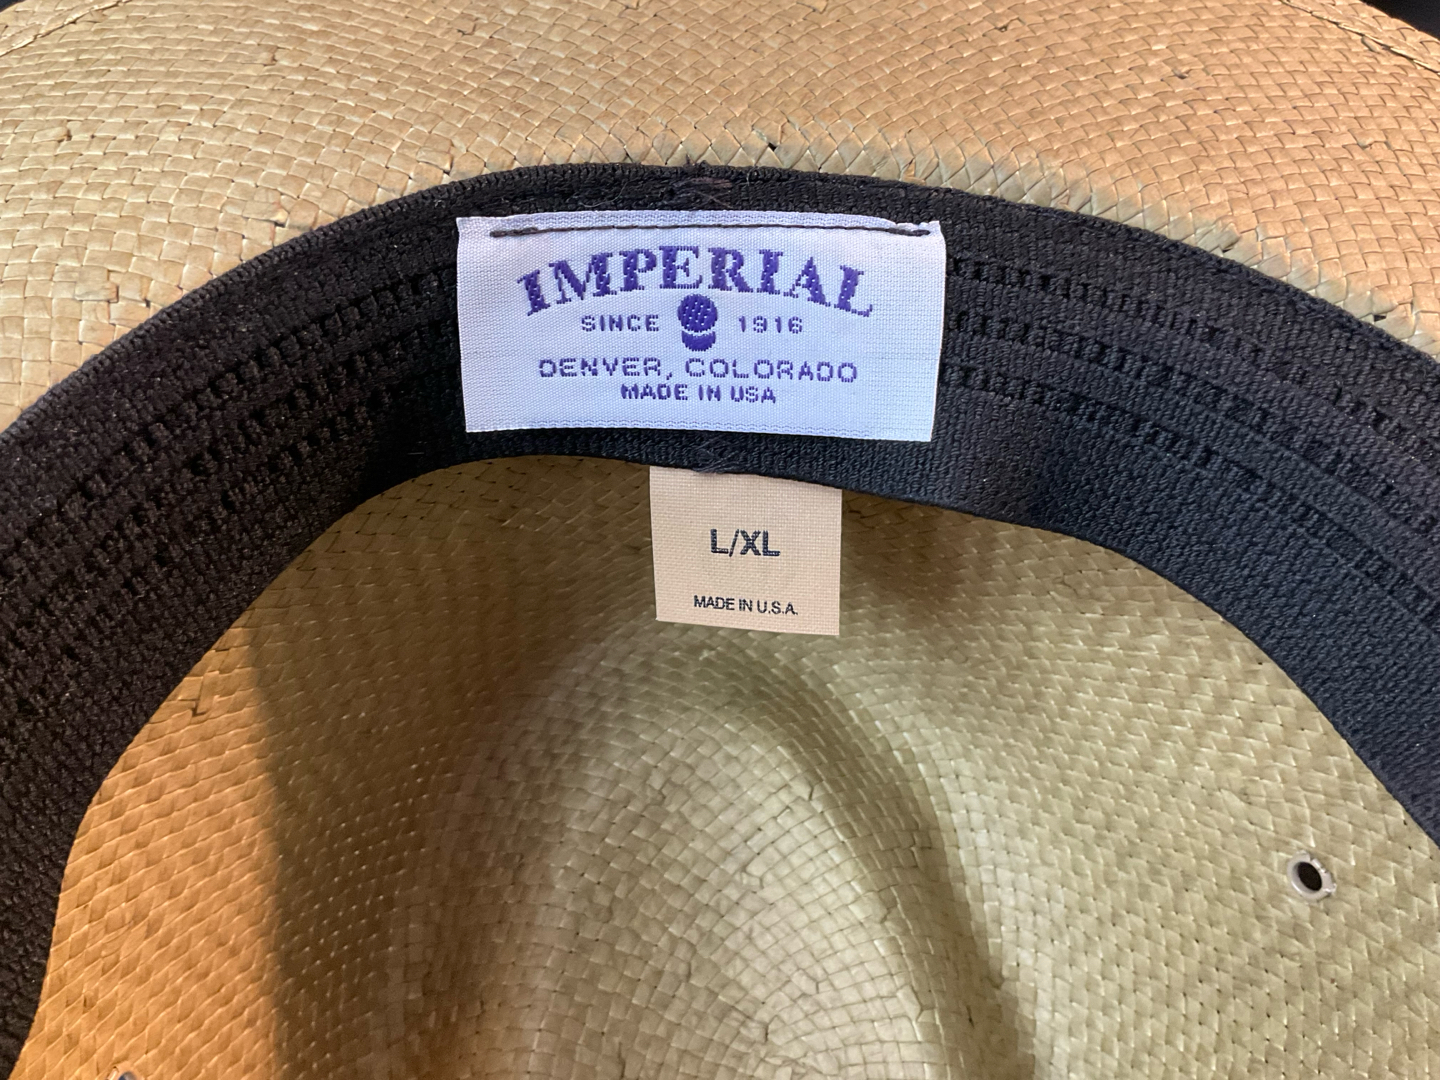 IMPERIAL
SINCE 1916
DENVER, COLORADO
MADE IN USA
L/XL
MADE IN U.S.A.